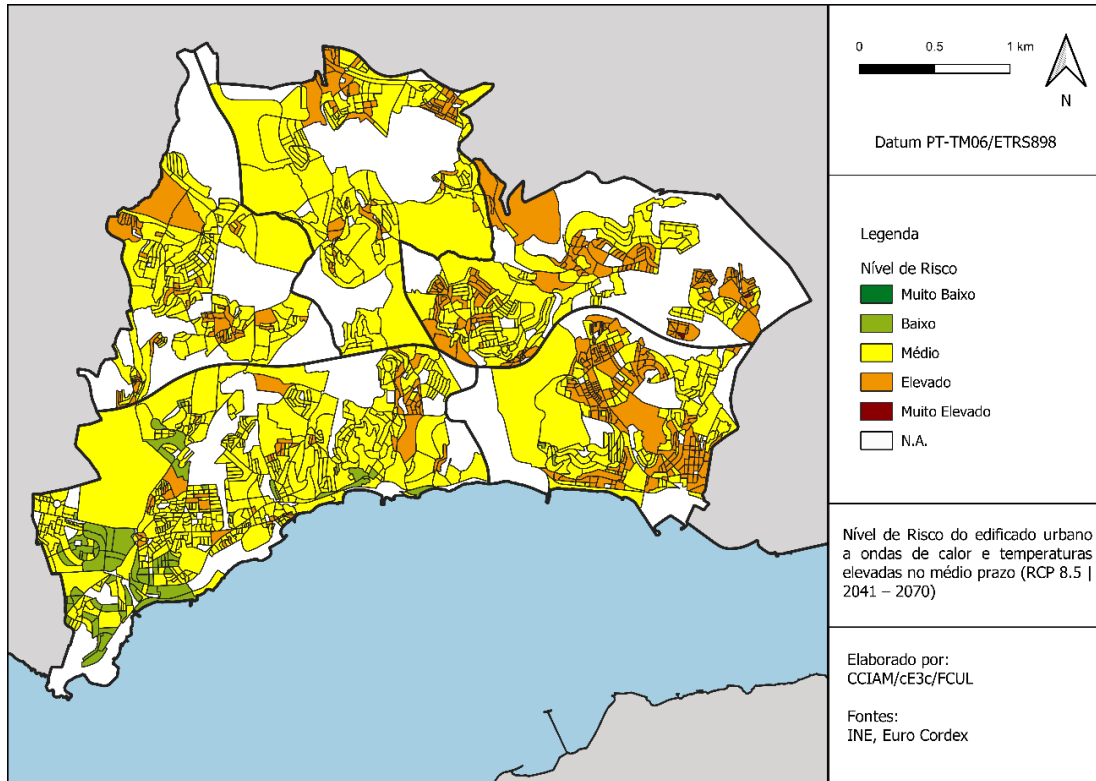 0 0.5 1 km
N
Datum PT-TM06/ETRS898
Legenda
Nível de Risco
Muito Baixo
Baixo
Médio
Elevado
Muito Elevado
N.A.
Nível de Risco do edificado urbano
a ondas de calor e temperaturas
elevadas no médio prazo (RCP 8.5 |
2041 – 2070)
Elaborado por:
CCIAM/cE3c/FCUL
Fontes:
INE, Euro Cordex